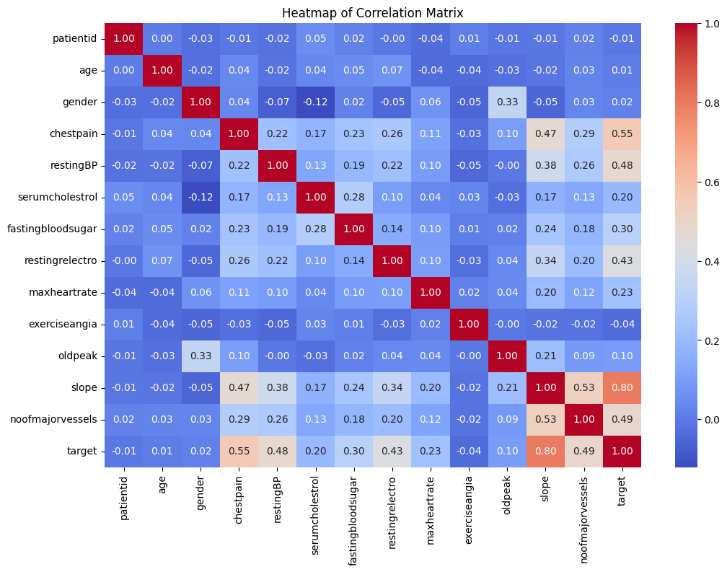 Heatmap of Correlation Matrix
patientid 1.00 0.00 -0.03 -0.01 -0.02 0.05 0.02 -0.00 -0.04 0.01 -0.01 -0.01 0.02 -0.01
age 0.00 1.00 -0.02 0.04 -0.02 0.04 0.05 0.07 -0.04 -0.04 -0.03 -0.02 0.03 0.01
gender -0.03 -0.02 1.00 0.04 -0.07 -0.12 0.02 -0.05 0.06 -0.05 0.33 -0.05 0.03 0.02
chestpain -0.01 0.04 0.04 1.00 0.22 0.17 0.23 0.26 0.11 -0.03 0.10 0.47 0.29 0.55
restingBP -0.02 -0.02 -0.07 0.22 1.00 0.13 0.19 0.22 0.10 -0.05 -0.00 0.38 0.26 0.48
serumcholestrol 0.05 0.04 -0.12 0.17 0.13 1.00 0.28 0.10 0.04 0.03 -0.03 0.17 0.13 0.20
fastingbloodsugar 0.02 0.05 0.02 0.23 0.19 0.28 1.00 0.14 0.10 0.01 0.02 0.24 0.18 0.30
restingrelectro -0.00 0.07 -0.05 0.26 0.22 0.10 0.14 1.00 0.10 -0.03 0.04 0.34 0.20 0.43
maxheartrate -0.04 -0.04 0.06 0.11 0.10 0.04 0.10 0.10 1.00 0.02 0.04 0.20 0.12 0.23
exerciseangia 0.01 -0.04 -0.05 -0.03 -0.05 0.03 0.01 -0.03 0.02 1.00 -0.00 -0.02 -0.02 -0.04
oldpeak -0.01 -0.03 0.33 0.10 -0.00 -0.03 0.02 0.04 0.04 -0.00 1.00 0.21 0.09 0.10
slope -0.01 -0.02 -0.05 0.47 0.38 0.17 0.24 0.34 0.20 -0.02 0.21 1.00 0.53 0.80
noofmajorvessels 0.02 0.03 0.03 0.29 0.26 0.13 0.18 0.20 0.12 -0.02 0.09 0.53 1.00 0.49
target -0.01 0.01 0.02 0.55 0.48 0.20 0.30 0.43 0.23 -0.04 0.10 0.80 0.49 1.00
patientid
age
gender
chestpain
restingBP
serumcholestrol
fastingbloodsugar
restingrelectro
maxheartrate
exerciseangia
oldpeak
slope
noofmajorvessels
target
1.0
0.8
0.6
0.4
0.2
0.0